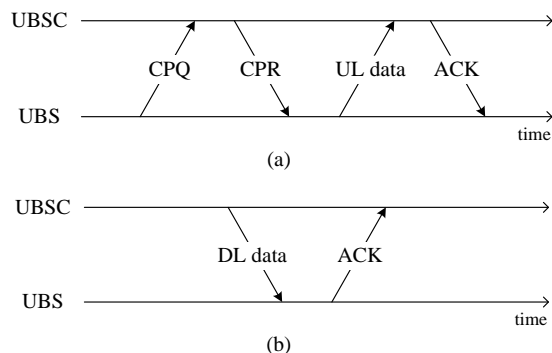 UBSC
CPQ CPR UL data ACK
UBS
time
(a)
UBSC
DL data ACK
UBS
time
(b)